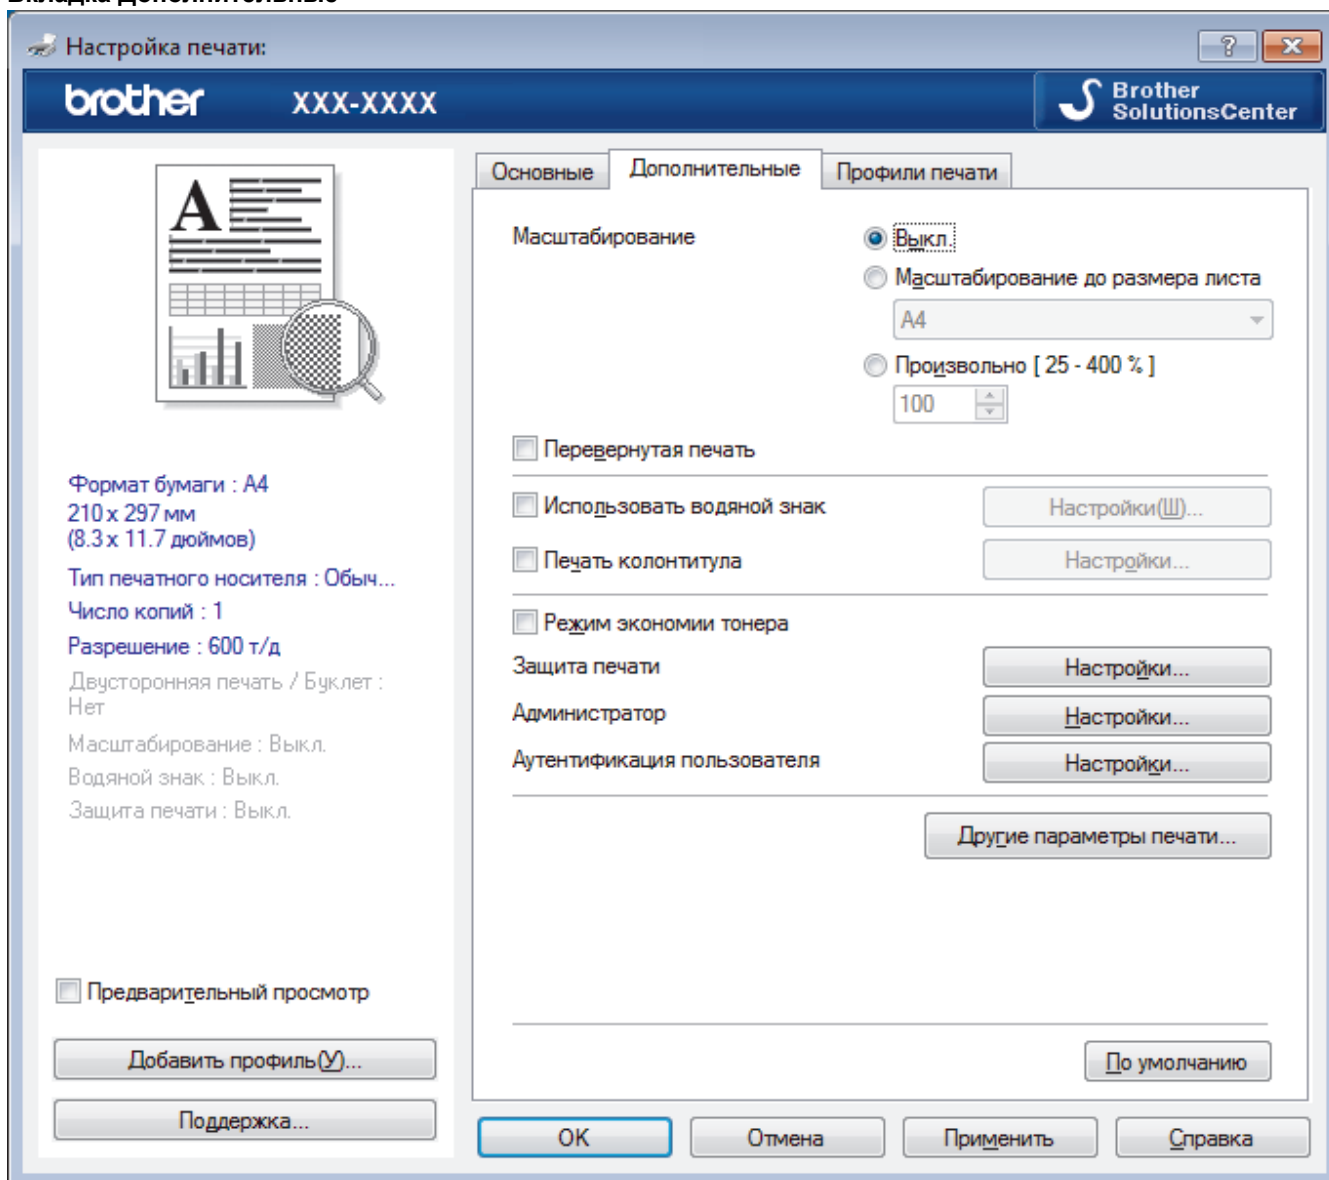 Вкладка Дополнительные
Настройка печати:
brother XXX-XXXX
Brother
SolutionsCenter
A
Формат бумаги : A4
210 x 297 мм
(8.3 x 11.7 дюймов)
Тип печатного носителя : Обыч...
Число копий : 1
Разрешение : 600 т/д
Двусторонняя печать / Буклет :
Нет
Масштабирование : Выкл.
Водяной знак : Выкл.
Защита печати : Выкл.
Предварительный просмотр
Добавить профиль(У)...
Поддержка...
Основные Дополнительные Профили печати
Масштабирование
Выкл.
Масштабирование до размера листа
A4
Произвольно [ 25 - 400 % ]
100
Перевернутая печать
Использовать водяной знак Настройки(Ш)...
Печать колонтитула Настройки...
Режим экономии тонера
Защита печати Настройки...
Администратор Настройки...
Аутентификация пользователя Настройки...
Другие параметры печати...
По умолчанию
OK Отмена Применить Справка